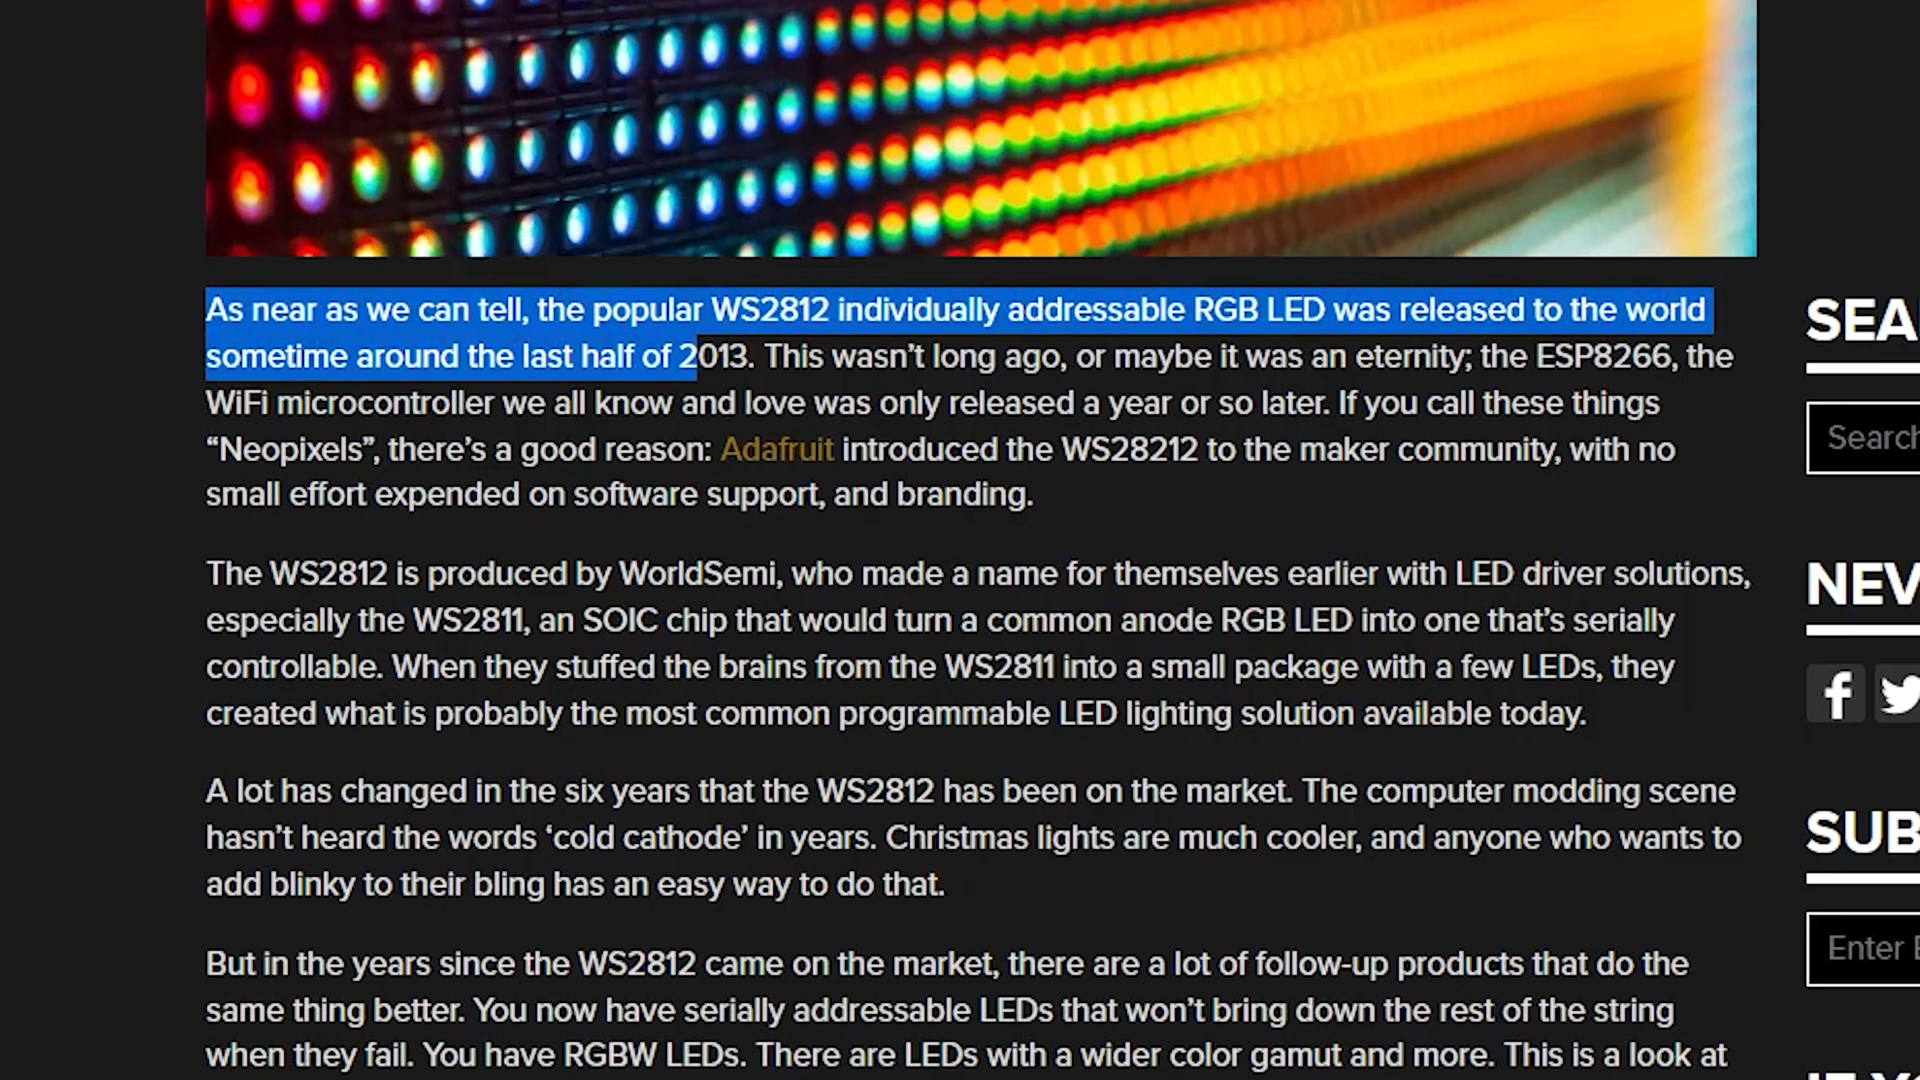 As near as we can tell, the popular WS2812 individually addressable RGB LED was released to the world
sometime around the last half of 2013. This wasn’t long ago, or maybe it was an eternity; the ESP8266, the
WiFi microcontroller we all know and love was only released a year or so later. If you call these things
“Neopixels”, there’s a good reason: Adafruit introduced the WS28212 to the maker community, with no
small effort expended on software support, and branding.
The WS2812 is produced by WorldSemi, who made a name for themselves earlier with LED driver solutions,
especially the WS2811, an SOIC chip that would turn a common anode RGB LED into one that’s serially
controllable. When they stuffed the brains from the WS2811 into a small package with a few LEDs, they
created what is probably the most common programmable LED lighting solution available today.
A lot has changed in the six years that the WS2812 has been on the market. The computer modding scene
hasn’t heard the words ‘cold cathode’ in years. Christmas lights are much cooler, and anyone who wants to
add blinky to their bling has an easy way to do that.
But in the years since the WS2812 came on the market, there are a lot of follow-up products that do the
same thing better. You now have serially addressable LEDs that won’t bring down the rest of the string
when they fail. You have RGBW LEDs. There are LEDs with a wider color gamut and more. This is a look at
SEA
Search
NEV
SUB
Enter